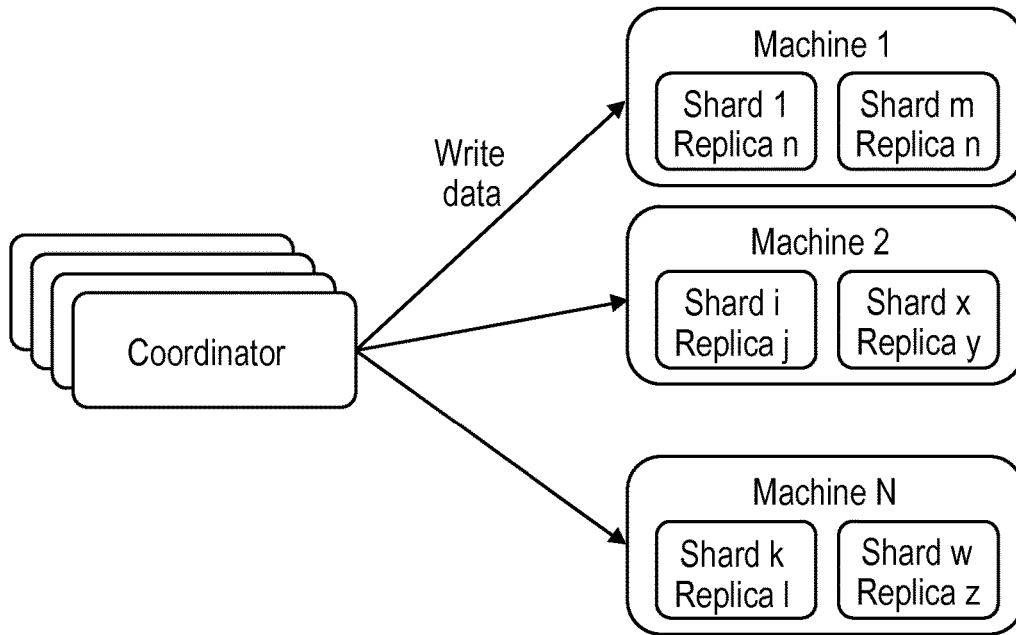 Machine 1
Shard 1
Replica n
Shard m
Replica n
Write
data
Machine 2
Shard i
Replica j
Shard x
Replica y
Coordinator
Machine N
Shard k
Replica l
Shard w
Replica z